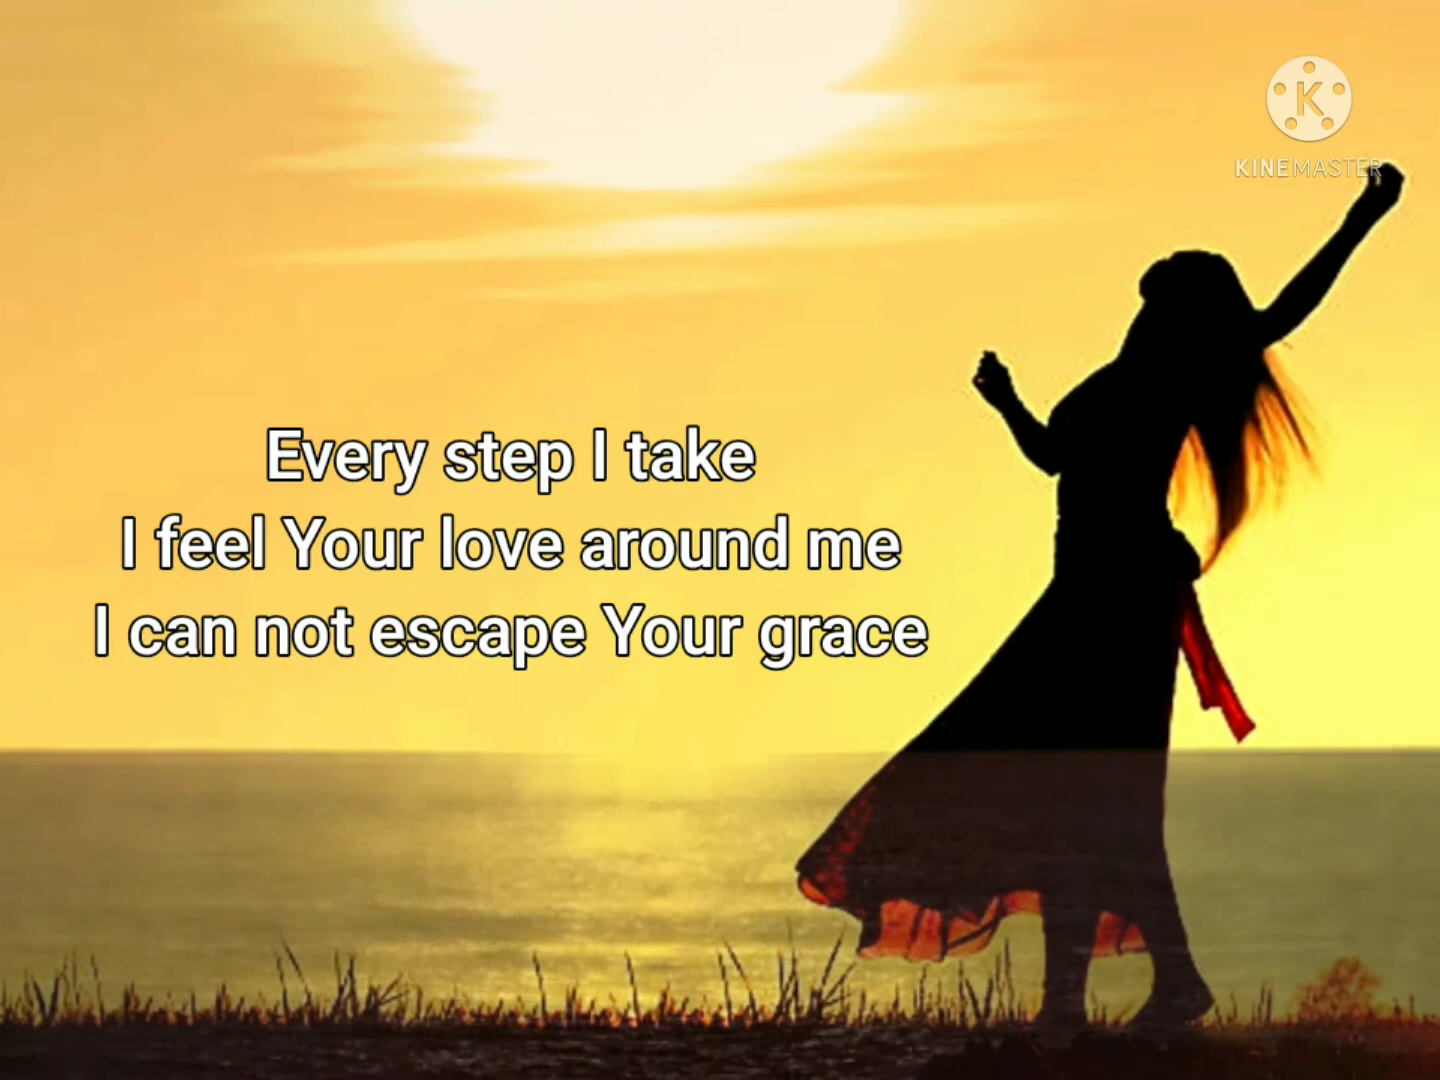 K
KINEMASTER
Every step I take
I feel Your love around me
I can not escape Your grace